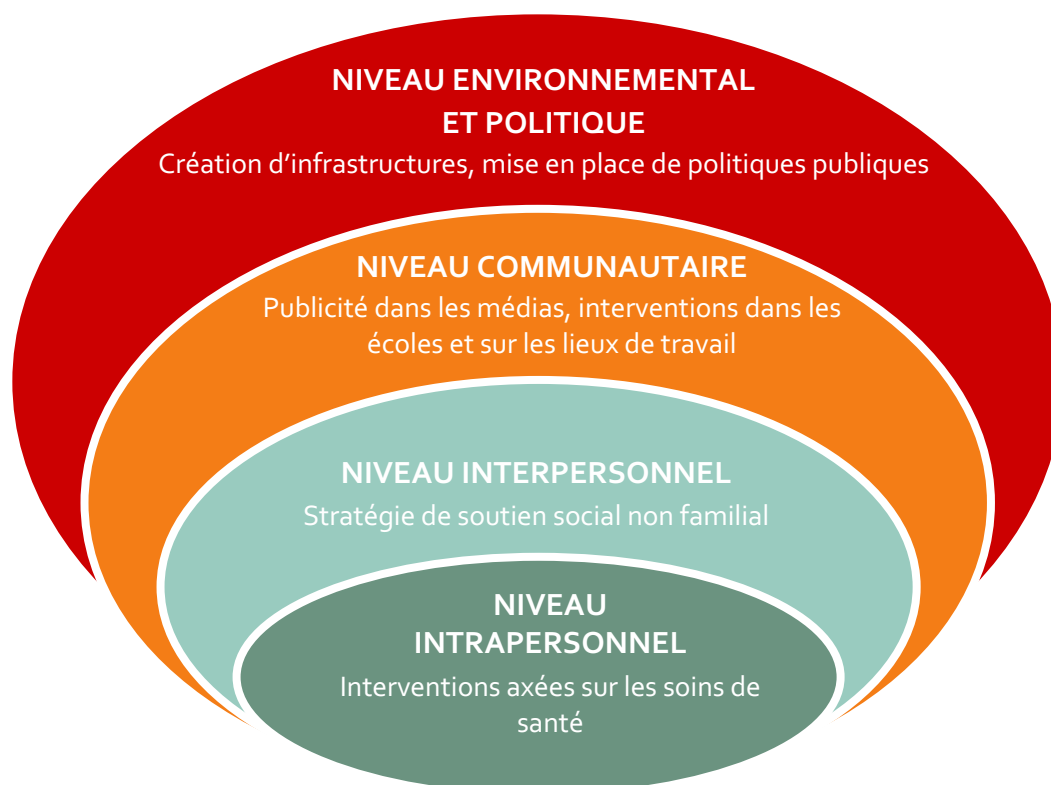 NIVEAU ENVIRONNEMENTAL
ET POLITIQUE
Création d'infrastructures, mise en place de politiques publiques
NIVEAU COMMUNAUTAIRE
Publicité dans les médias, interventions dans les
écoles et sur les lieux de travail
NIVEAU INTERPERSONNEL
Stratégie de soutien social non familial
NIVEAU
INTRAPERSONNEL
Interventions axées sur les soins de
santé